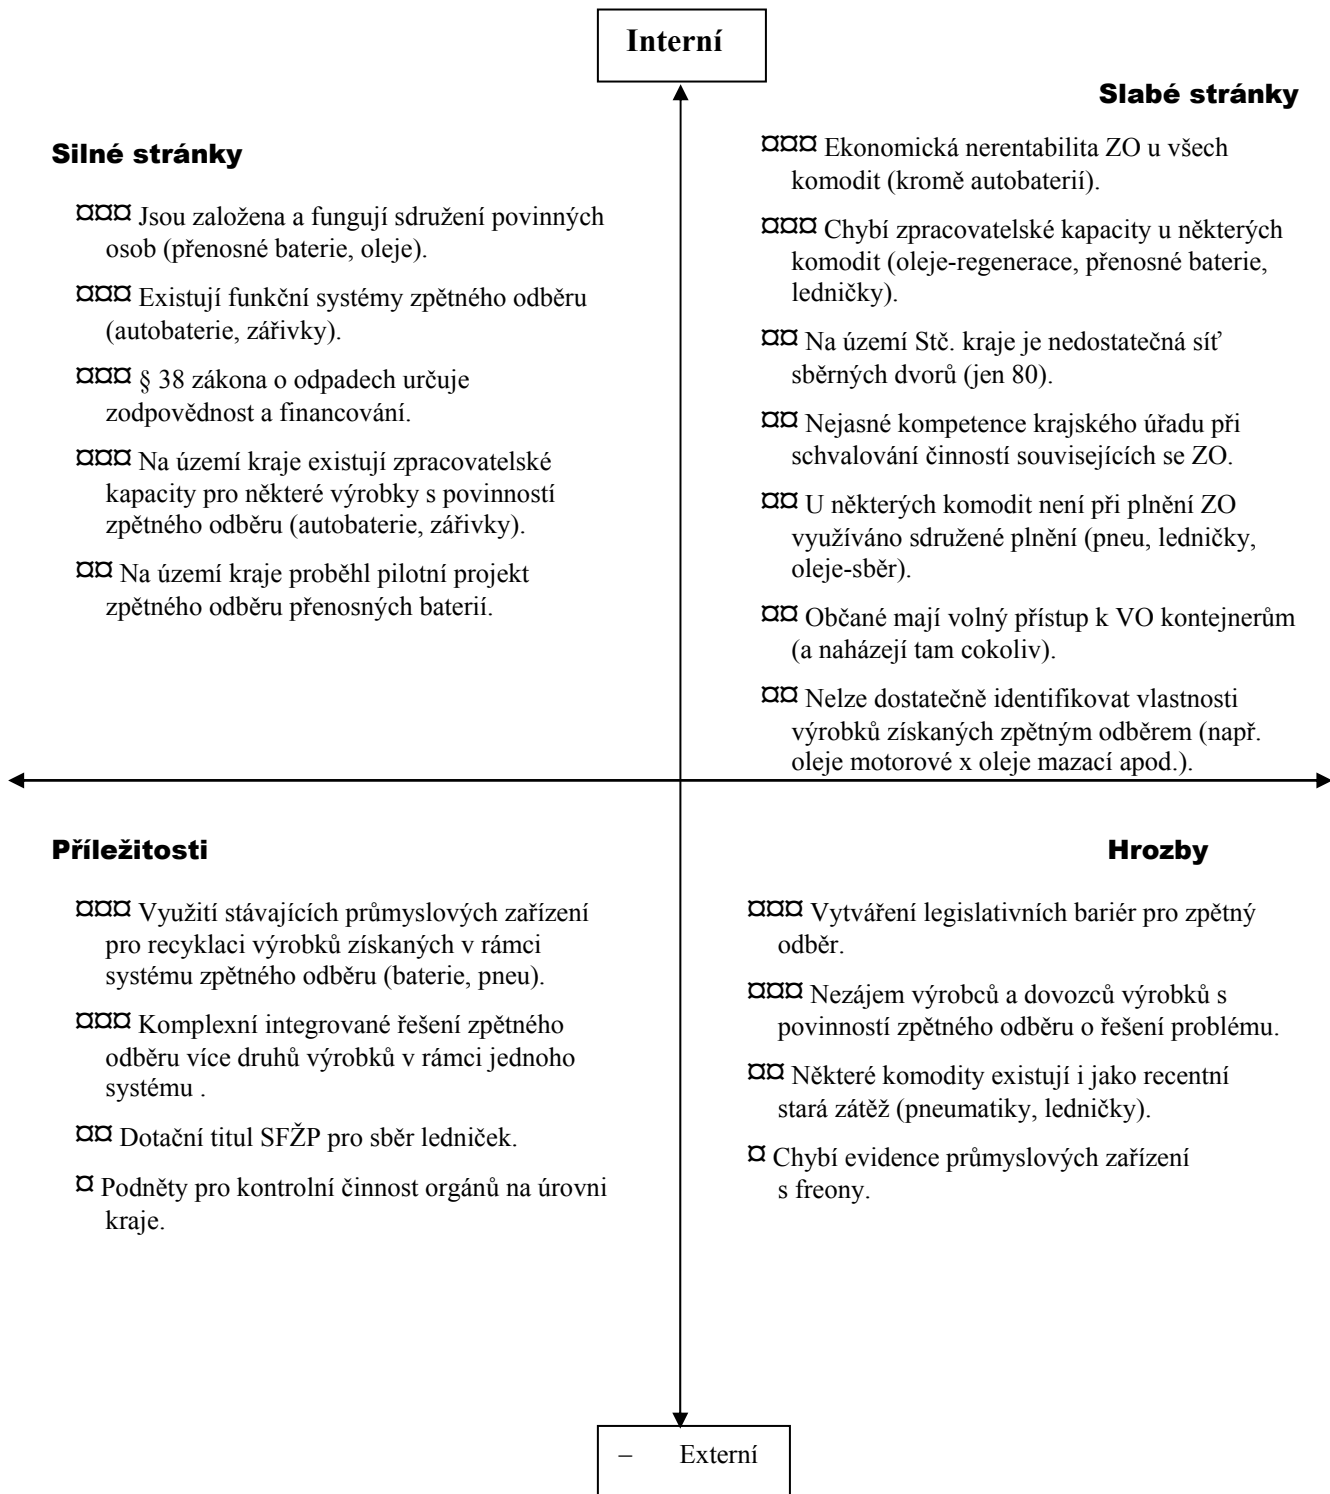 Interní
Silné stránky
¤¤¤ Jsou založena a fungují sdružení povinných
osob (přenosné baterie, oleje).
¤¤¤ Existují funkční systémy zpětného odběru
(autobaterie, zářivky).
¤¤¤ § 38 zákona o odpadech určuje
zodpovědnost a financování.
¤¤¤ Na území kraje existují zpracovatelské
kapacity pro některé výrobky s povinností
zpětného odběru (autobaterie, zářivky).
¤¤ Na území kraje proběhl pilotní projekt
zpětného odběru přenosných baterií.
Slabé stránky
¤¤¤ Ekonomická nerentabilita ZO u všech
komodit (kromě autobaterií).
¤¤¤ Chybí zpracovatelské kapacity u některých
komodit (oleje-regenerace, přenosné baterie,
ledničky).
¤¤ Na území Stč. kraje je nedostatečná síť
sběrných dvorů (jen 80).
¤¤ Nejasné kompetence krajského úřadu při
schvalování činností souvisejících se ZO.
¤¤ U některých komodit není při plnění ZO
využíváno sdružené plnění (pneu, ledničky,
oleje-sběr).
¤¤ Občané mají volný přístup k VO kontejnerům
(a naházejí tam cokoliv).
¤¤ Nelze dostatečně identifikovat vlastnosti
výrobků získaných zpětným odběrem (např.
oleje motorové x oleje mazací apod.).
Příležitosti
¤¤¤ Využití stávajících průmyslových zařízení
pro recyklaci výrobků získaných v rámci
systému zpětného odběru (baterie, pneu).
¤¤¤ Komplexní integrované řešení zpětného
odběru více druhů výrobků v rámci jednoho
systému .
¤¤ Dotační titul SFŽP pro sběr ledniček.
¤ Podněty pro kontrolní činnost orgánů na úrovni
kraje.
Hrozby
¤¤¤ Vytváření legislativních bariér pro zpětný
odběr.
¤¤¤ Nezájem výrobců a dovozců výrobků s
povinností zpětného odběru o řešení problému.
¤¤ Některé komodity existují i jako recentní
stará zátěž (pneumatiky, ledničky).
¤ Chybí evidence průmyslových zařízení
s freony.
– Externí